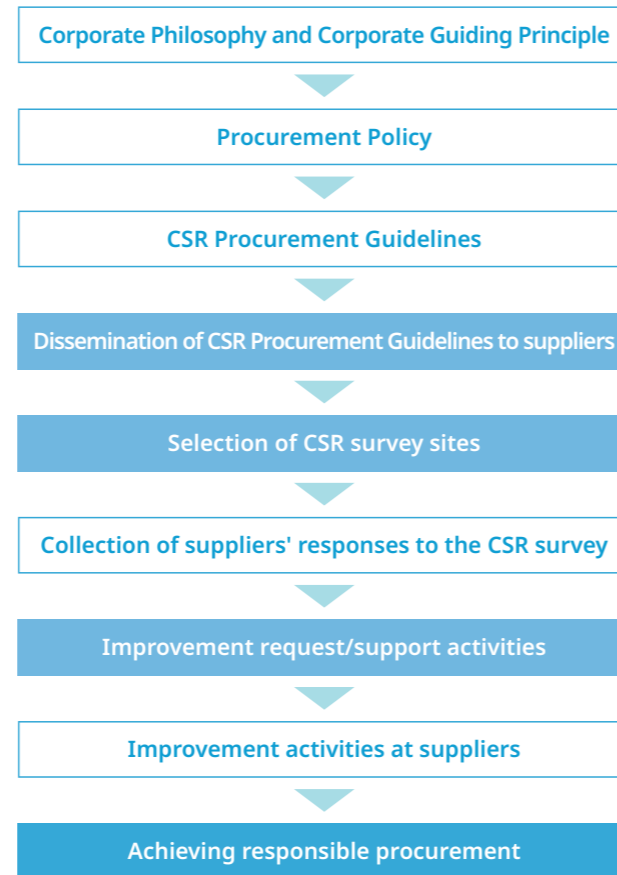 Corporate Philosophy and Corporate Guiding Principle
Procurement Policy
CSR Procurement Guidelines
Dissemination of CSR Procurement Guidelines to suppliers
Selection of CSR survey sites
Collection of suppliers' responses to the CSR survey
Improvement request/support activities
Improvement activities at suppliers
Achieving responsible procurement